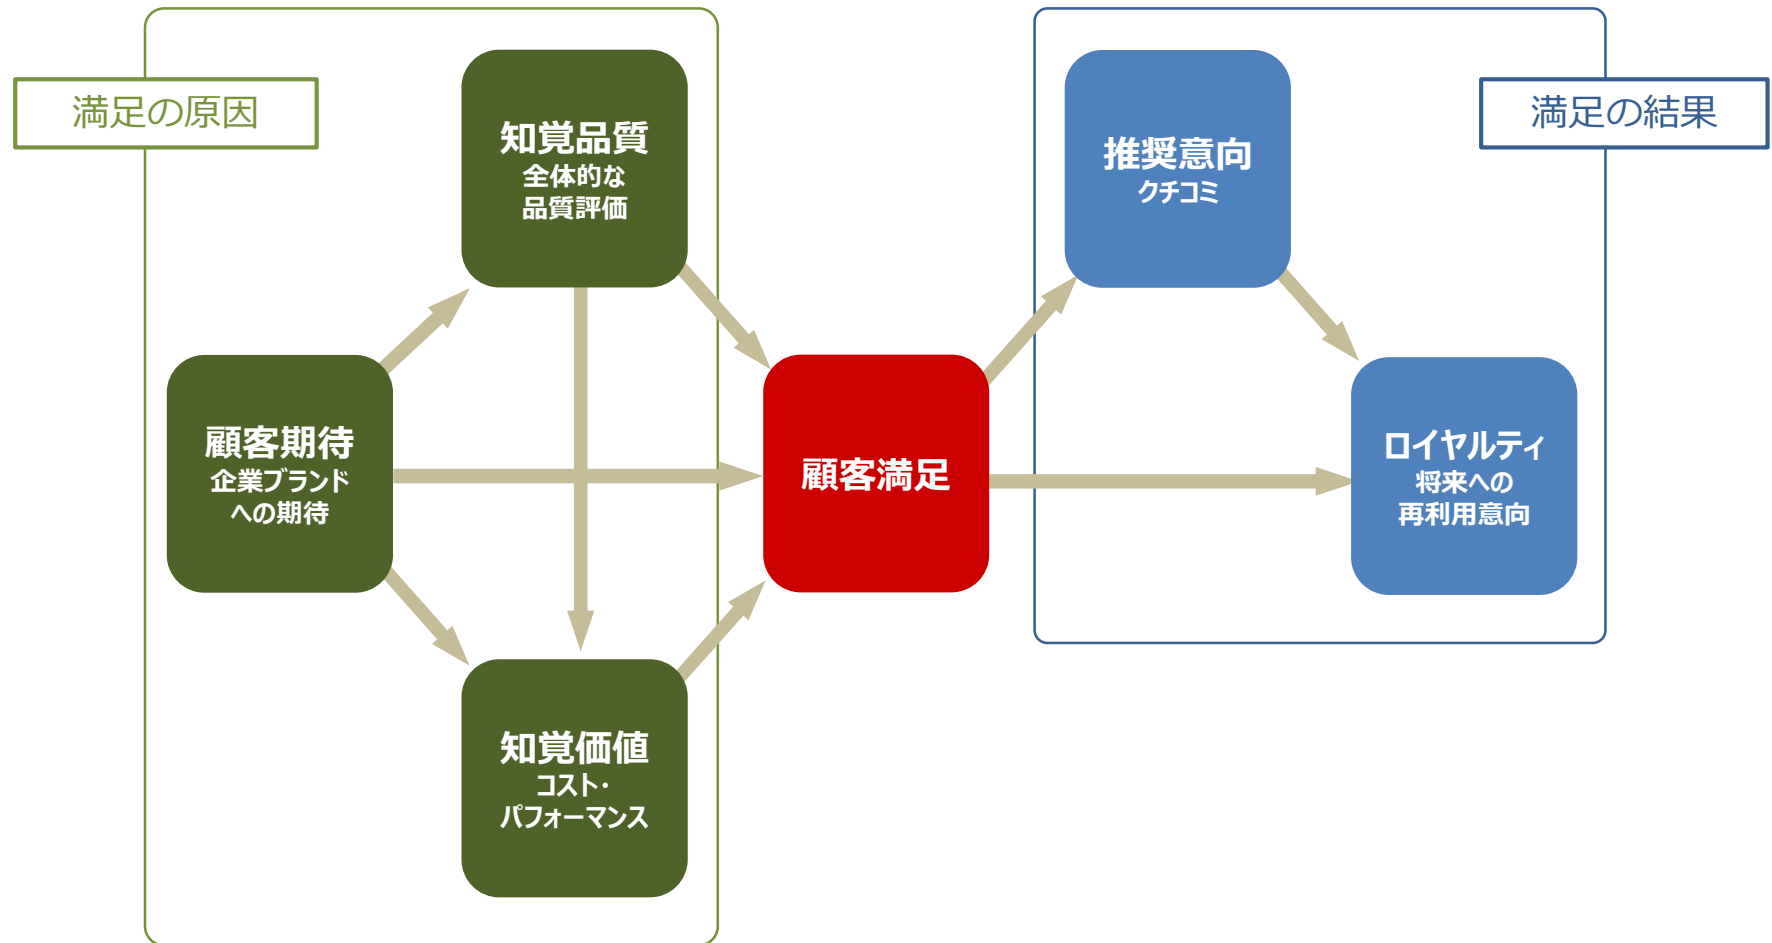 満足の原因
知覚品質
全体的な
品質評価
顧客期待
企業ブランド
への期待
知覚価値
コスト・
パフォーマンス
顧客満足
満足の結果
推奨意向
クチコミ
ロイヤルティ
将来への
再利用意向